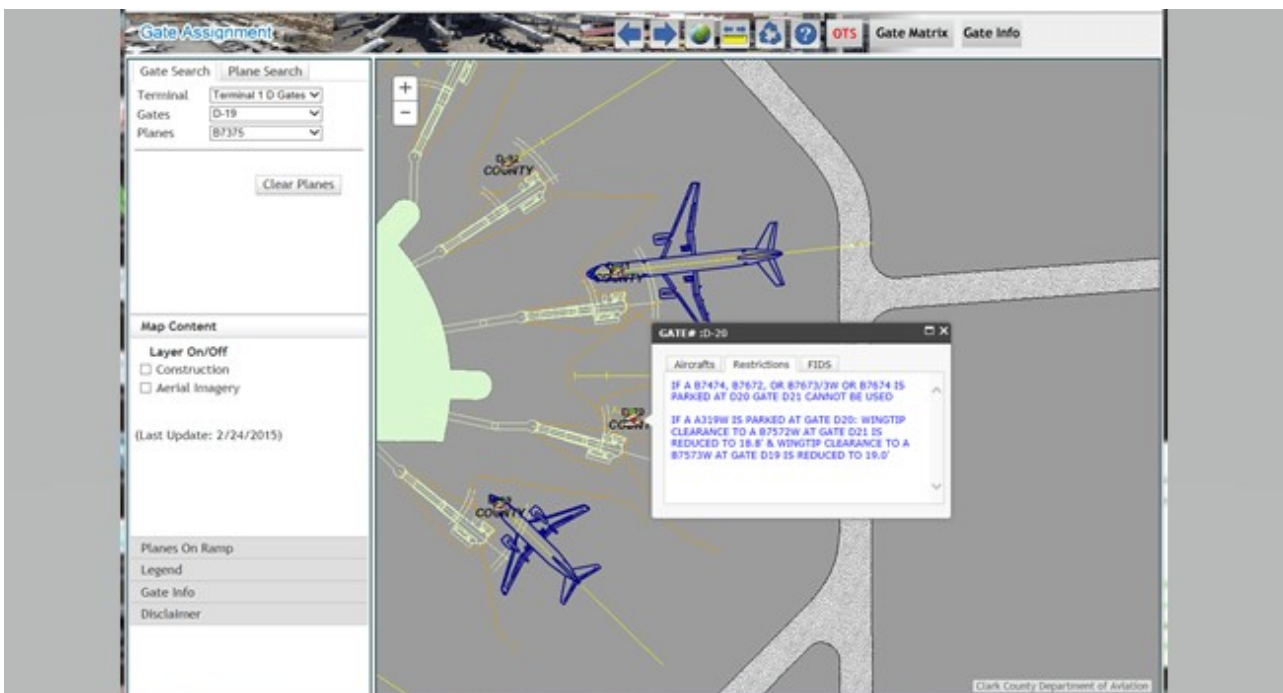 Gate Assignment
OTS
Gate Matrix
Gate Info
Gate Search
Plane Search
Terminal
Terminal 1 D Gates
Gates
D-19
Planes
B7375
Clear Planes
Map Content
Layer On/Off
Construction
Aerial Imagery
(Last Update: 2/24/2015)
Planes On Ramp
Legend
Gate Info
Disclaimer
+
−
COUNTY
COUNTY
GATE# :D-20
Aircrafts
Restrictions
FIDS
IF A B7474, B7672, OR B7673/3W OR B7674 IS
PARKED AT D20 GATE D21 CANNOT BE USED
IF A A319W IS PARKED AT GATE D20: WINGTIP
CLEARANCE TO A B7572W AT GATE D21 IS
REDUCED TO 18.8' & WINGTIP CLEARANCE TO A
B7573W AT GATE D19 IS REDUCED TO 19.0'
COUNTY
Clark County Department of Aviation